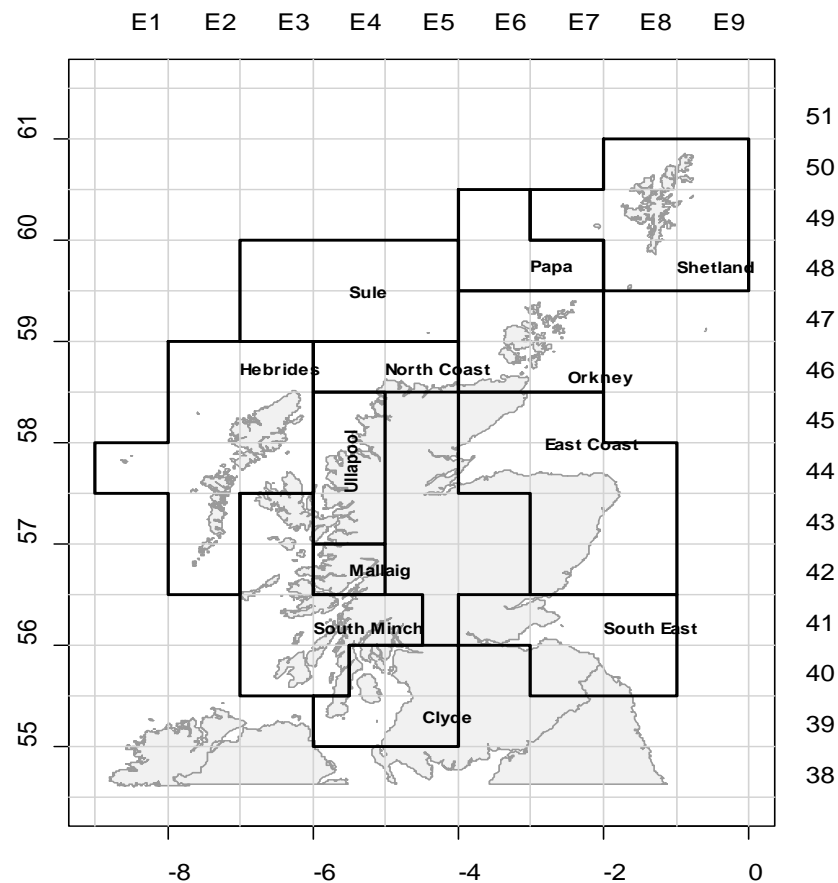 E1 E2 E3 E4 E5 E6 E7 E8 E9
61
51
50
60
49
Papa
Shetland
48
Sule
59
47
Hebrides
North Coast
Orkney
46
58
Ullapool
East Coast
45
44
57
43
Mallaig
42
56
South Minch
South East
41
40
55
Clyde
39
38
-8 -6 -4 -2 0